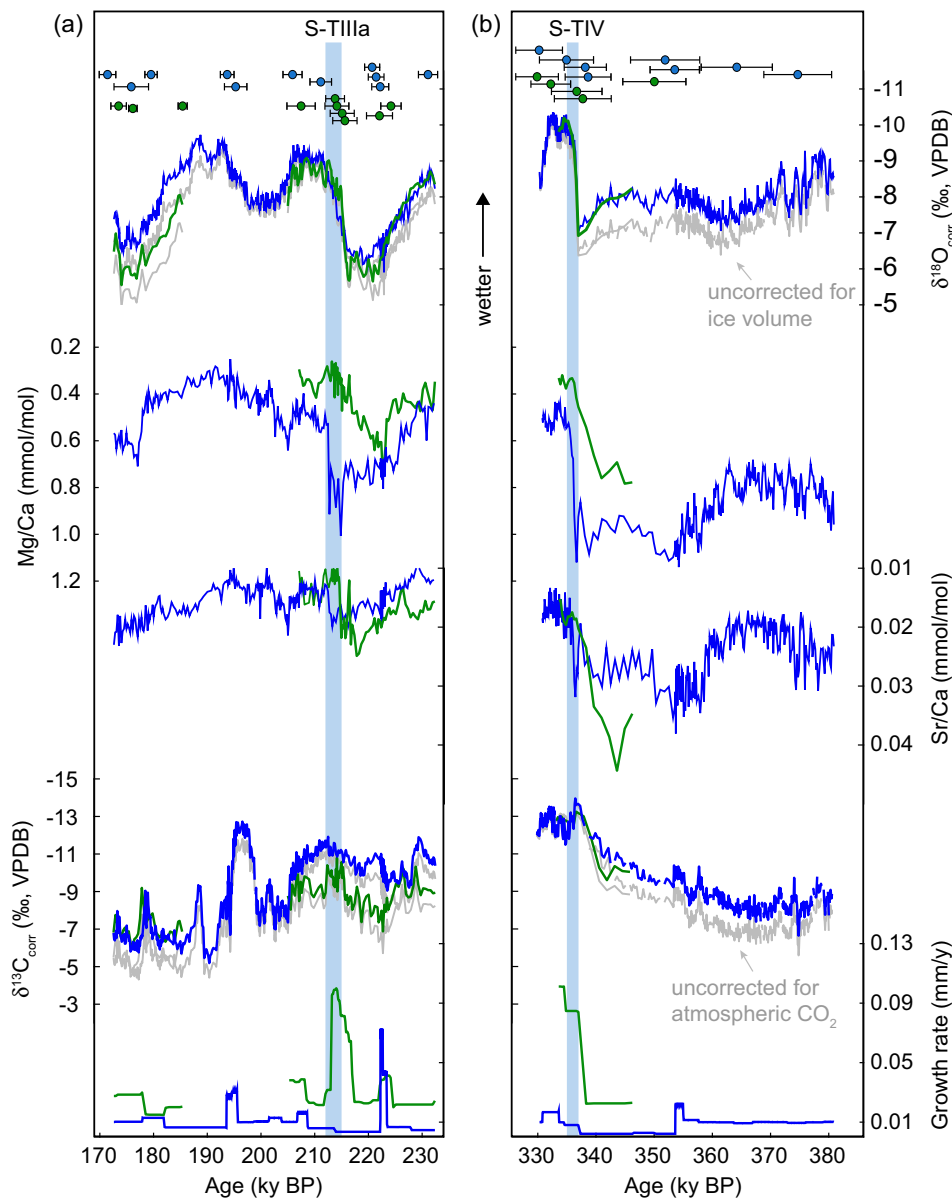 (a)
S-TIIIa
(b)
S-TIV
-11
-10
-9
-8
-7
-6
-5
δ¹⁸O_corr (‰, VPDB)
wetter
uncorrected for
ice volume
0.2
0.4
0.6
0.8
1.0
1.2
Mg/Ca (mmol/mol)
0.01
0.02
0.03
0.04
Sr/Ca (mmol/mol)
-15
-13
-11
-9
-7
-5
-3
δ¹³C_corr (‰, VPDB)
uncorrected for
atmospheric CO₂
0.13
0.09
0.05
0.01
Growth rate (mm/y)
170 180 190 200 210 220 230
Age (ky BP)
330 340 350 360 370 380
Age (ky BP)